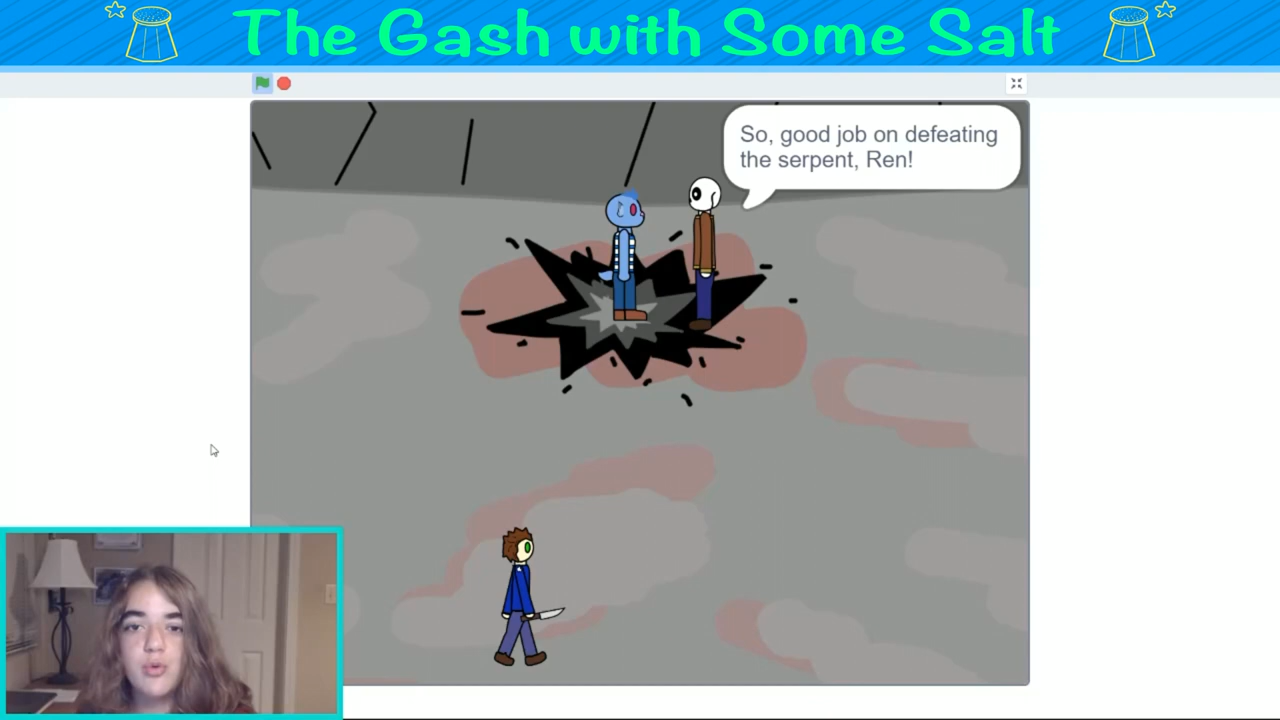 The Gash with Some Salt
So, good job on defeating
the serpent, Ren!